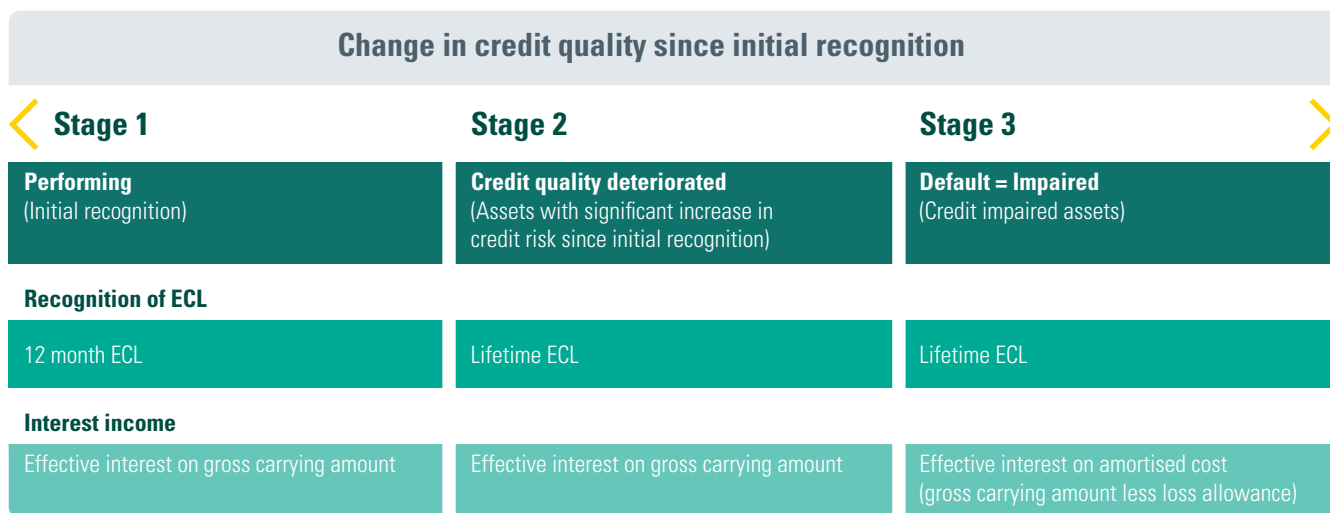 Change in credit quality since initial recognition
Stage 1
Stage 2
Stage 3
Performing
(Initial recognition)
Credit quality deteriorated
(Assets with significant increase in
credit risk since initial recognition)
Default = Impaired
(Credit impaired assets)
Recognition of ECL
12 month ECL
Lifetime ECL
Lifetime ECL
Interest income
Effective interest on gross carrying amount
Effective interest on gross carrying amount
Effective interest on amortised cost
(gross carrying amount less loss allowance)